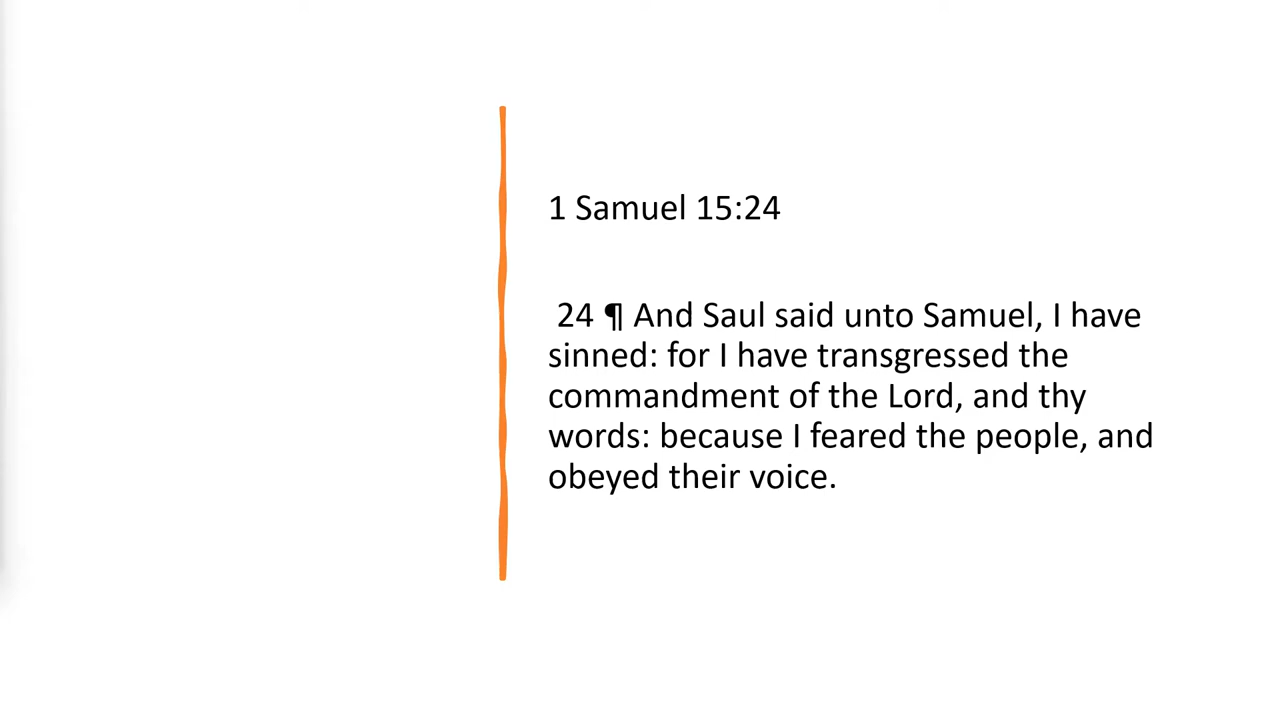 1 Samuel 15:24
24 ¶ And Saul said unto Samuel, I have
sinned: for I have transgressed the
commandment of the Lord, and thy
words: because I feared the people, and
obeyed their voice.